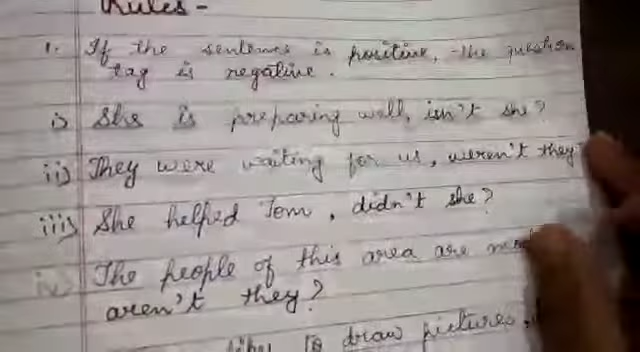 Rules -
1. If the sentence is positive, the question
tag is negative.
i) She is preparing well, isn't she?
ii) They were waiting for us, weren't they
iii) She helped Tom, didn't she?
iv) The people of this area are
aren't they?
to draw pictures,